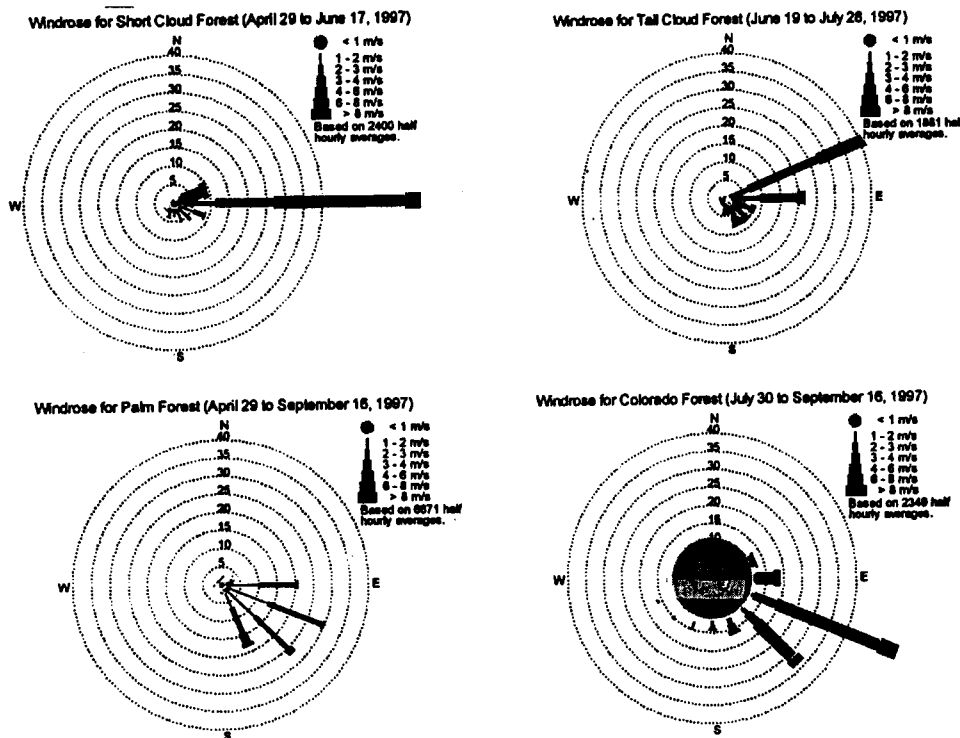 Windrose for Short Cloud Forest (April 29 to June 17, 1997)
N
40
35
30
25
20
15
10
5
W
S
< 1 m/s
1 - 2 m/s
2 - 3 m/s
3 - 4 m/s
4 - 6 m/s
6 - 8 m/s
> 8 m/s
Based on 2400 half
hourly averages.
Windrose for Tall Cloud Forest (June 19 to July 26, 1997)
N
40
35
30
25
20
15
10
5
W
E
S
< 1 m/s
1 - 2 m/s
2 - 3 m/s
3 - 4 m/s
4 - 6 m/s
6 - 8 m/s
> 8 m/s
Based on 1881 half
hourly averages.
Windrose for Palm Forest (April 29 to September 16, 1997)
N
40
35
30
25
20
15
10
5
W
E
S
< 1 m/s
1 - 2 m/s
2 - 3 m/s
3 - 4 m/s
4 - 6 m/s
6 - 8 m/s
> 8 m/s
Based on 6671 half
hourly averages.
Windrose for Colorado Forest (July 30 to September 16, 1997)
N
40
35
30
25
20
15
10
W
E
S
< 1 m/s
1 - 2 m/s
2 - 3 m/s
3 - 4 m/s
4 - 6 m/s
6 - 8 m/s
> 8 m/s
Based on 2346 half
hourly averages.